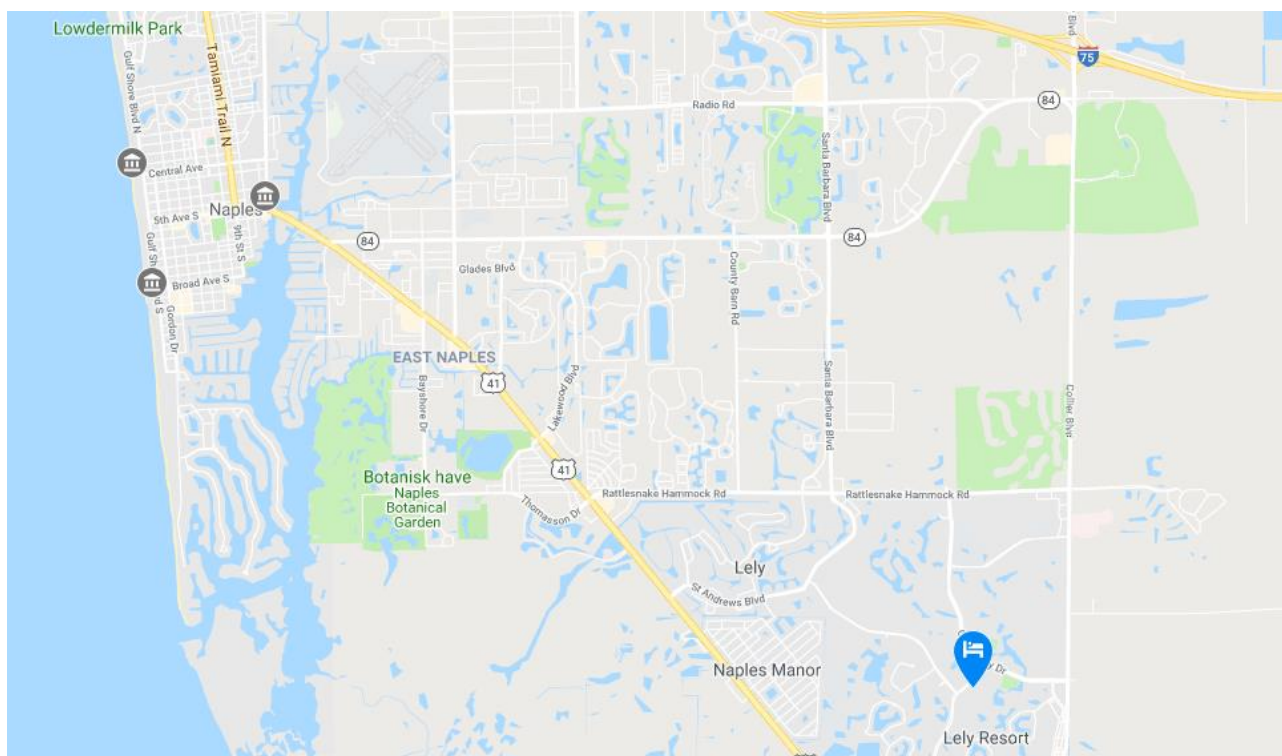 Lowdermilk Park
Blvd
Gulf Shore Blvd N
Tamiami Trail N
75
Radio Rd
84
Santa Barbara Blvd
Central Ave
5th Ave S
Naples
9th St S
84
84
Glades Blvd
County Barn Rd
Broad Ave S
Gordon Dr
EAST NAPLES
41
Bayshore Dr
Lakewood Blvd
Santa Barbara Blvd
Collier Blvd
41
Botanisk have
Naples
Botanical
Garden
Thomasson Dr
Rattlesnake Hammock Rd
Rattlesnake Hammock Rd
Lely
St Andrews Blvd
Naples Manor
Lely Resort